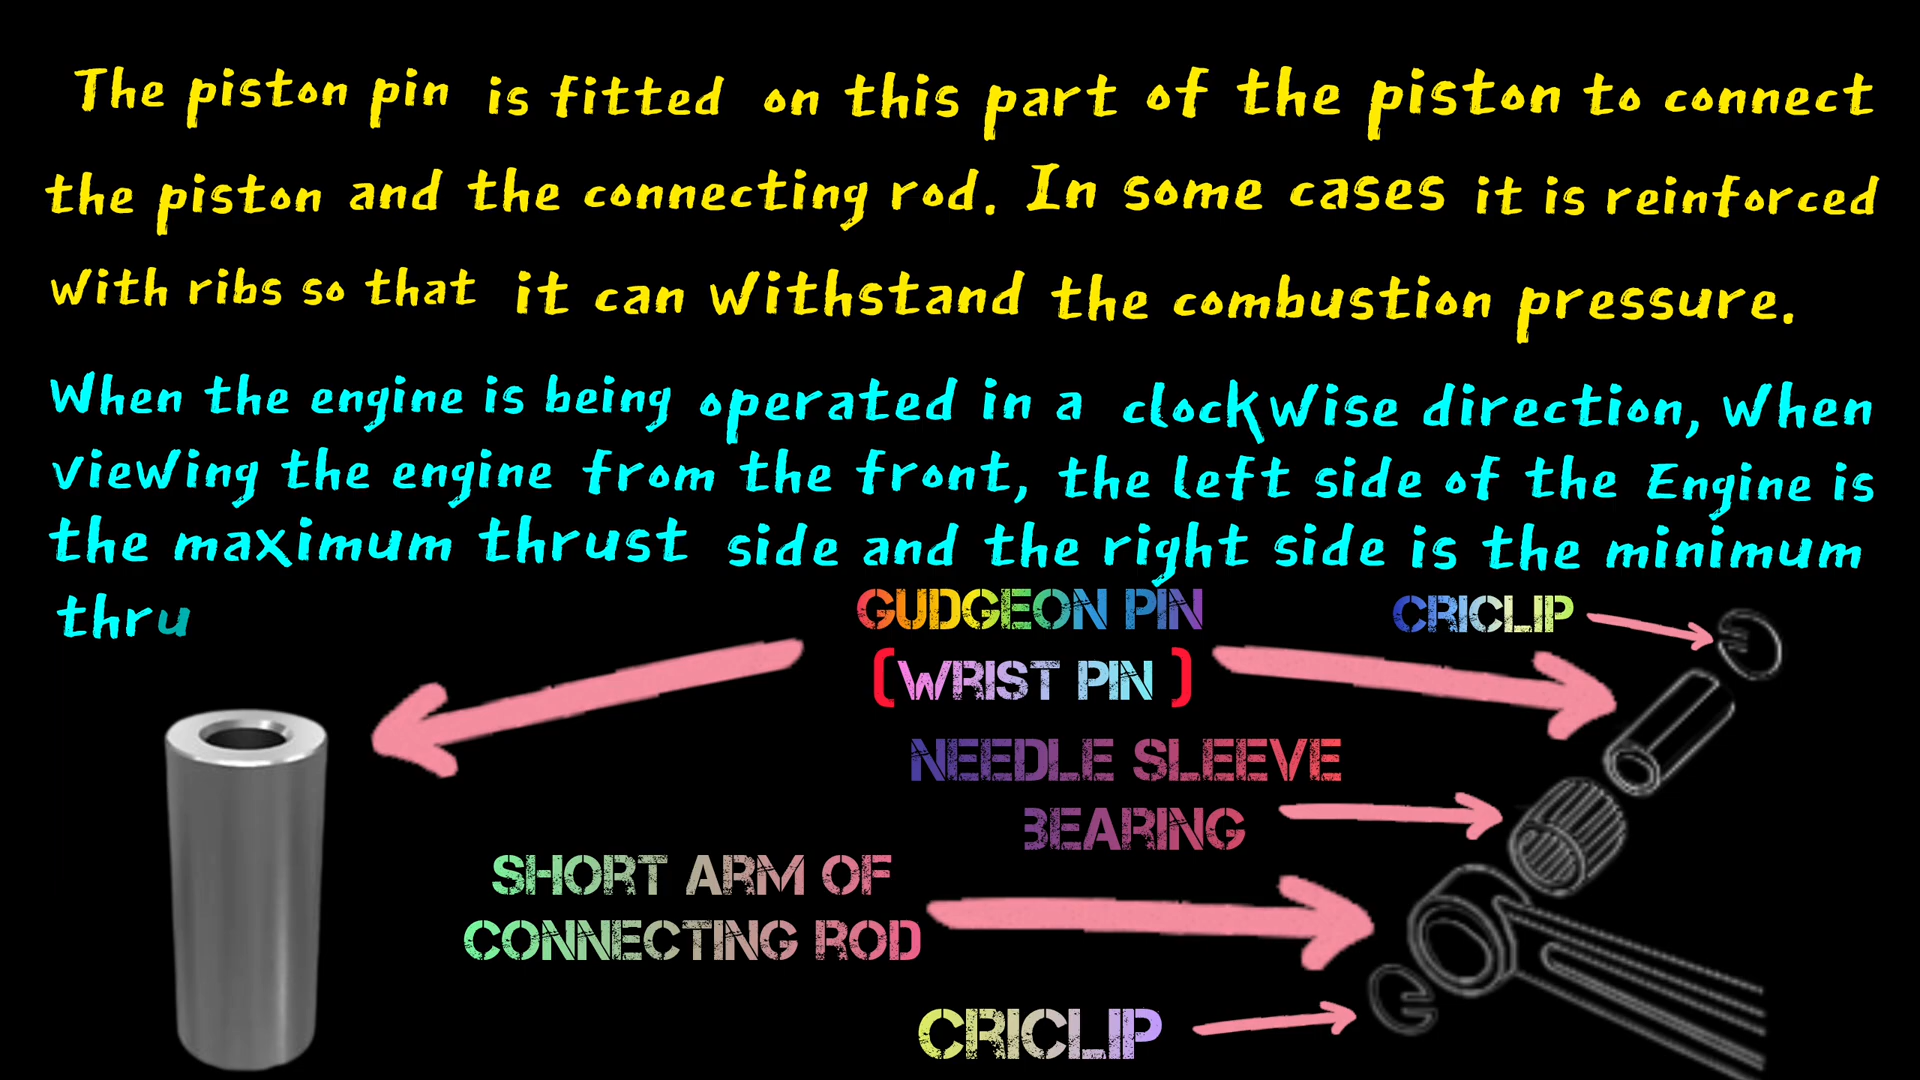 The piston pin is fitted on this part of the piston to connect
the piston and the connecting rod. In some cases it is reinforced
with ribs so that it can withstand the combustion pressure.
When the engine is being operated in a clockwise direction, when
viewing the engine from the front, the left side of the Engine is
the maximum thrust side and the right side is the minimum
thru
GUDGEON PIN
(WRIST PIN )
CRICLIP
NEEDLE SLEEVE
BEARING
SHORT ARM OF
CONNECTING ROD
CRICLIP